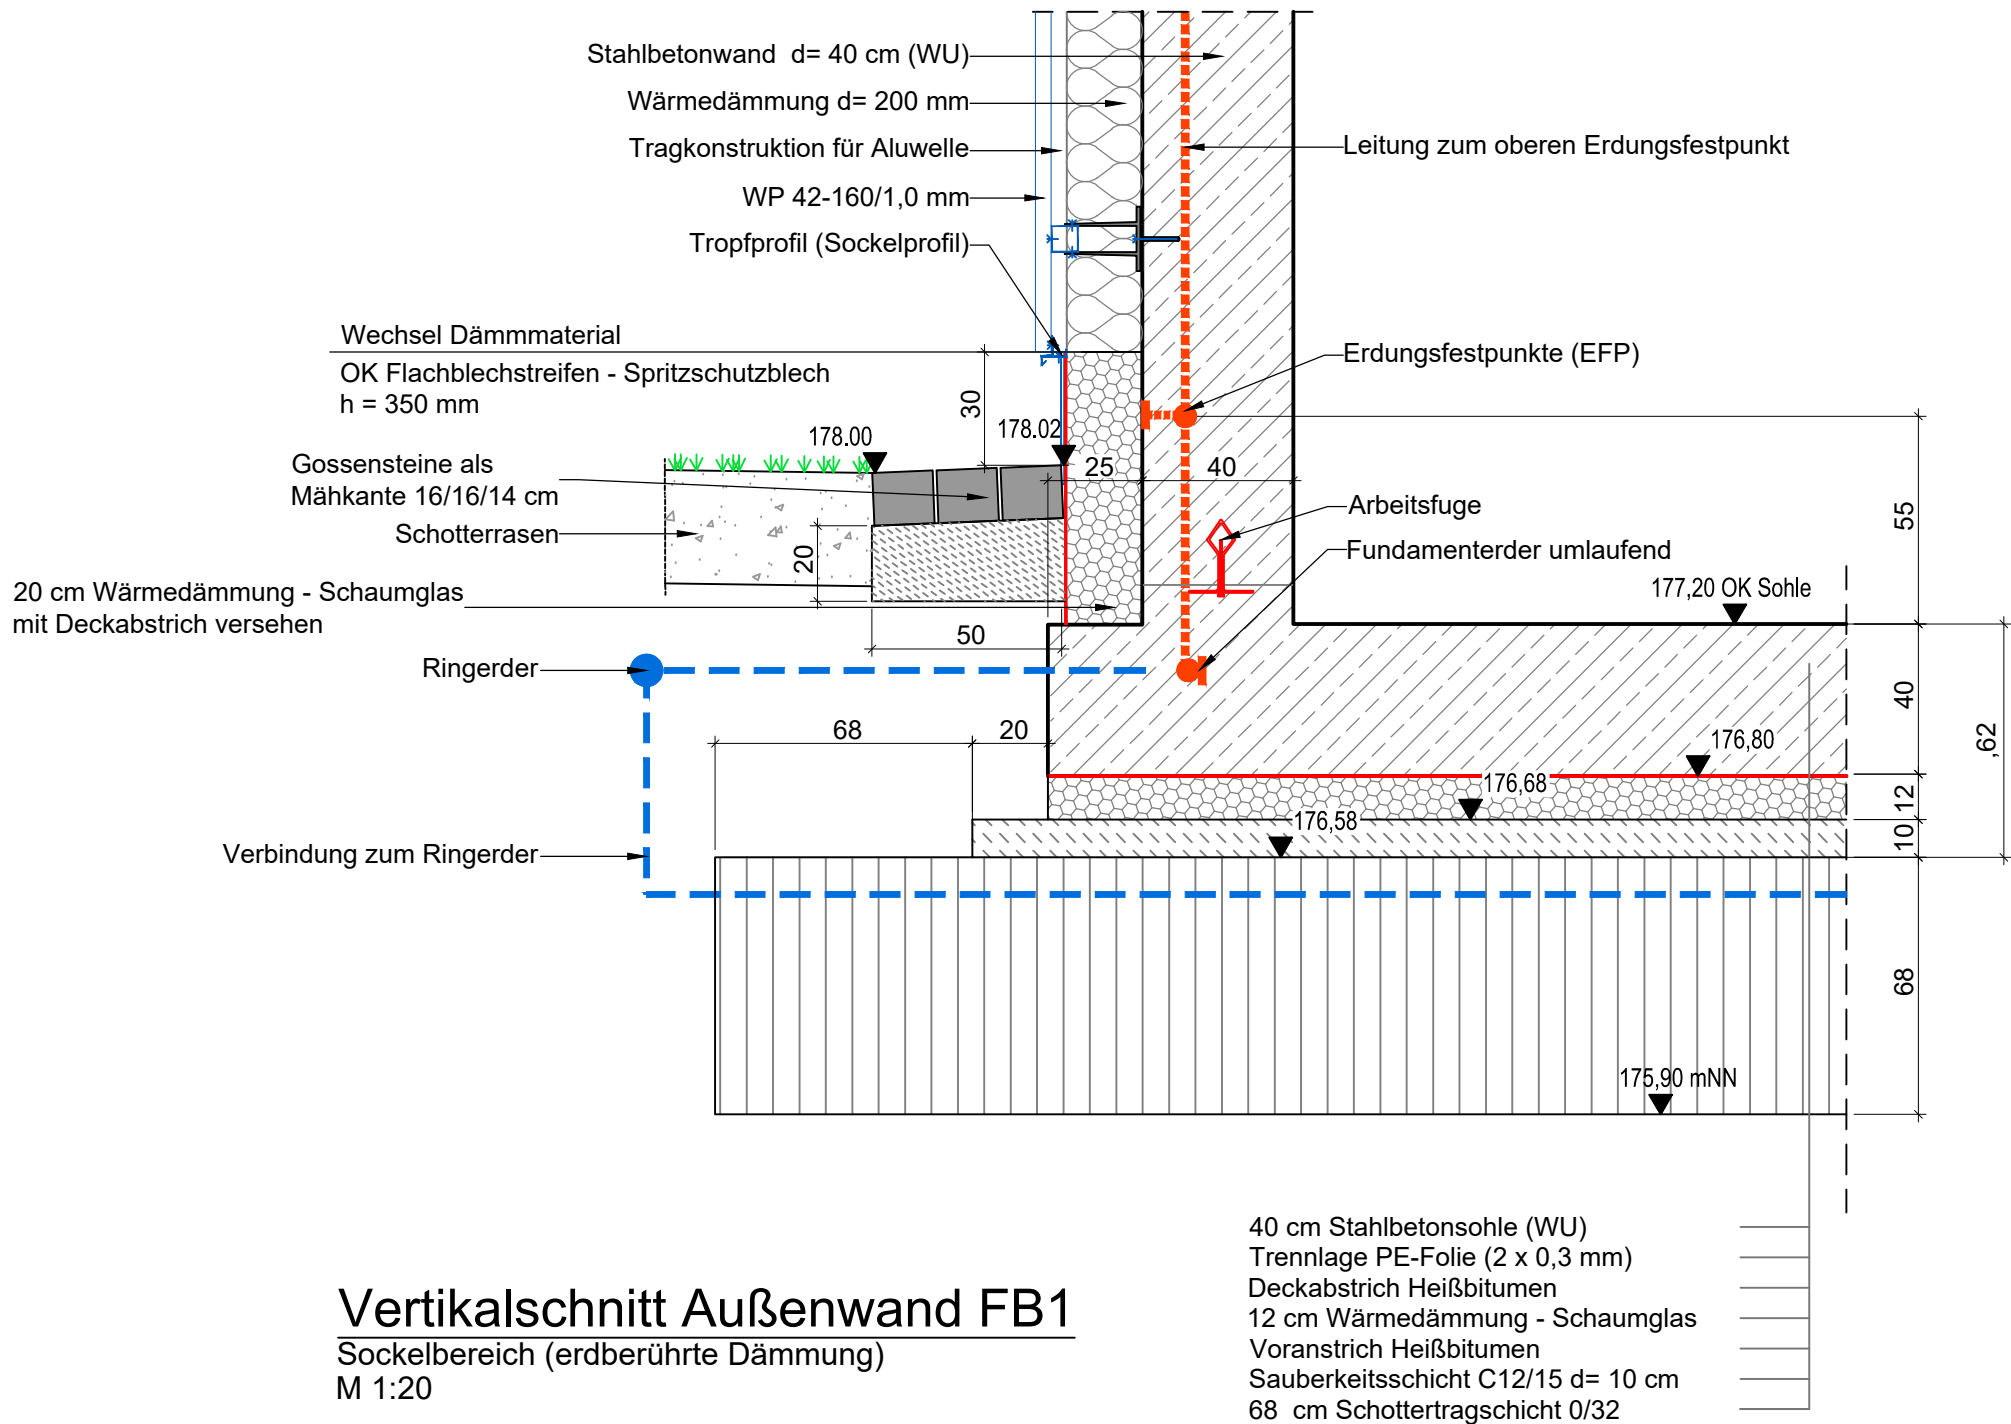 Stahlbetonwand  d= 40 cm (WU)
Wärmedämmung d= 200 mm
Tragkonstruktion für Aluwelle
WP 42-160/1,0 mm
Tropfprofil (Sockelprofil)
Leitung zum oberen Erdungsfestpunkt
Wechsel Dämmmaterial
OK Flachblechstreifen - Spritzschutzblech
h = 350 mm
Erdungsfestpunkte (EFP)
30
178.00
178.02
Gossensteine als
Mähkante 16/16/14 cm
Schotterrasen
25
40
Arbeitsfuge
Fundamenterder umlaufend
55
20
20 cm Wärmedämmung - Schaumglas
mit Deckabstrich versehen
177,20 OK Sohle
50
Ringerder
68
20
40
,62
176,80
176,68
12
176,58
10
Verbindung zum Ringerder
68
175,90 mNN
40 cm Stahlbetonsohle (WU)
Trennlage PE-Folie (2 x 0,3 mm)
Deckabstrich Heißbitumen
12 cm Wärmedämmung - Schaumglas
Voranstrich Heißbitumen
Sauberkeitsschicht C12/15 d= 10 cm
68  cm Schottertragschicht 0/32
Vertikalschnitt Außenwand FB1
Sockelbereich (erdberührte Dämmung)
M 1:20